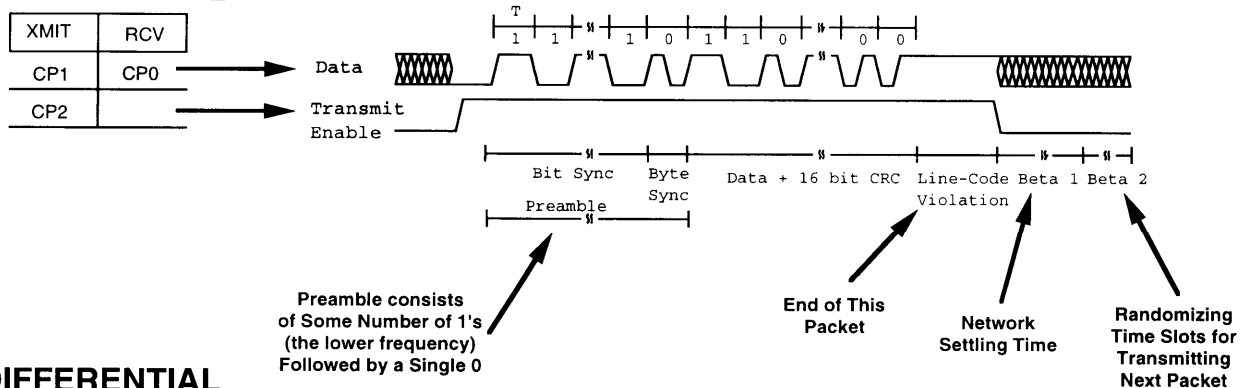 T
XMIT RCV
1 1 1 0 1 1 0 0 0
CP1 CP0 Data
CP2 Transmit
Enable
Bit Sync Byte Data + 16 bit CRC Line-Code Beta 1 Beta 2
Sync Violation
Preamble
Preamble consists
of Some Number of 1's
(the lower frequency)
Followed by a Single 0
End of This
Packet
Network
Settling Time
Randomizing
Time Slots for
Transmitting
Next Packet
DIFFERENTIAL